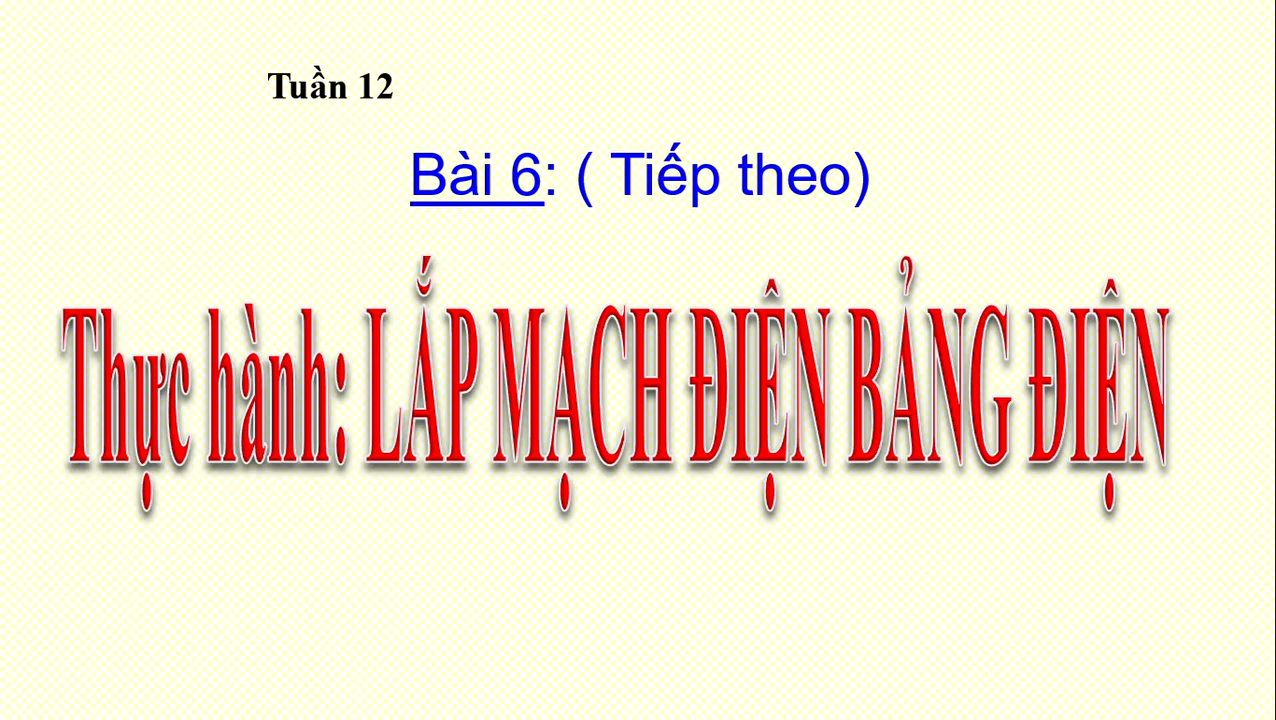 Tuần 12
Bài 6: ( Tiếp theo)
Thực hành: LẮP MẠCH ĐIỆN BẢNG ĐIỆN